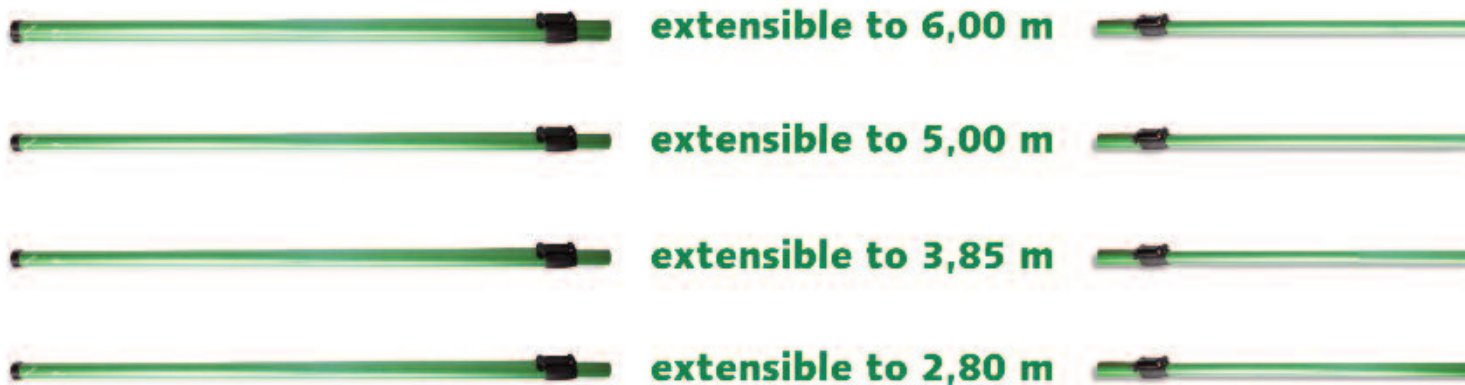 extensible to 6,00 m
extensible to 5,00 m
extensible to 3,85 m
extensible to 2,80 m